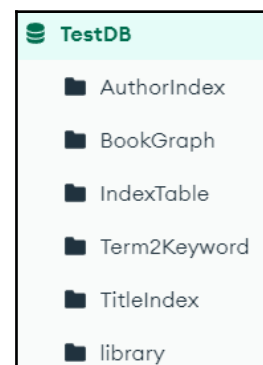 TestDB
AuthorIndex
BookGraph
IndexTable
Term2Keyword
TitleIndex
library